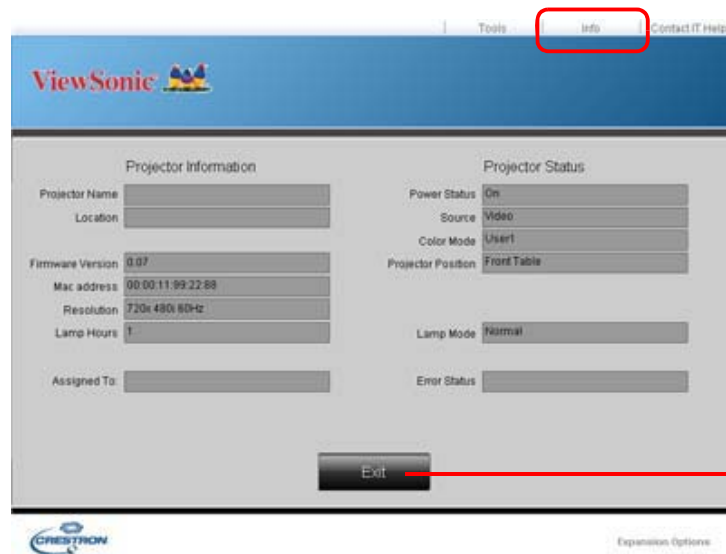 Tools Info Contact IT Help
ViewSonic
Projector Information
Projector Name
Location
Firmware Version 0.07
Mac address 00:00:11:99:22:88
Resolution 720x 480i 60Hz
Lamp Hours 1
Assigned To:
Projector Status
Power Status On
Source Video
Color Mode User1
Projector Position Front Table
Lamp Mode Normal
Error Status
Exit
CRESTRON
Expansion Options